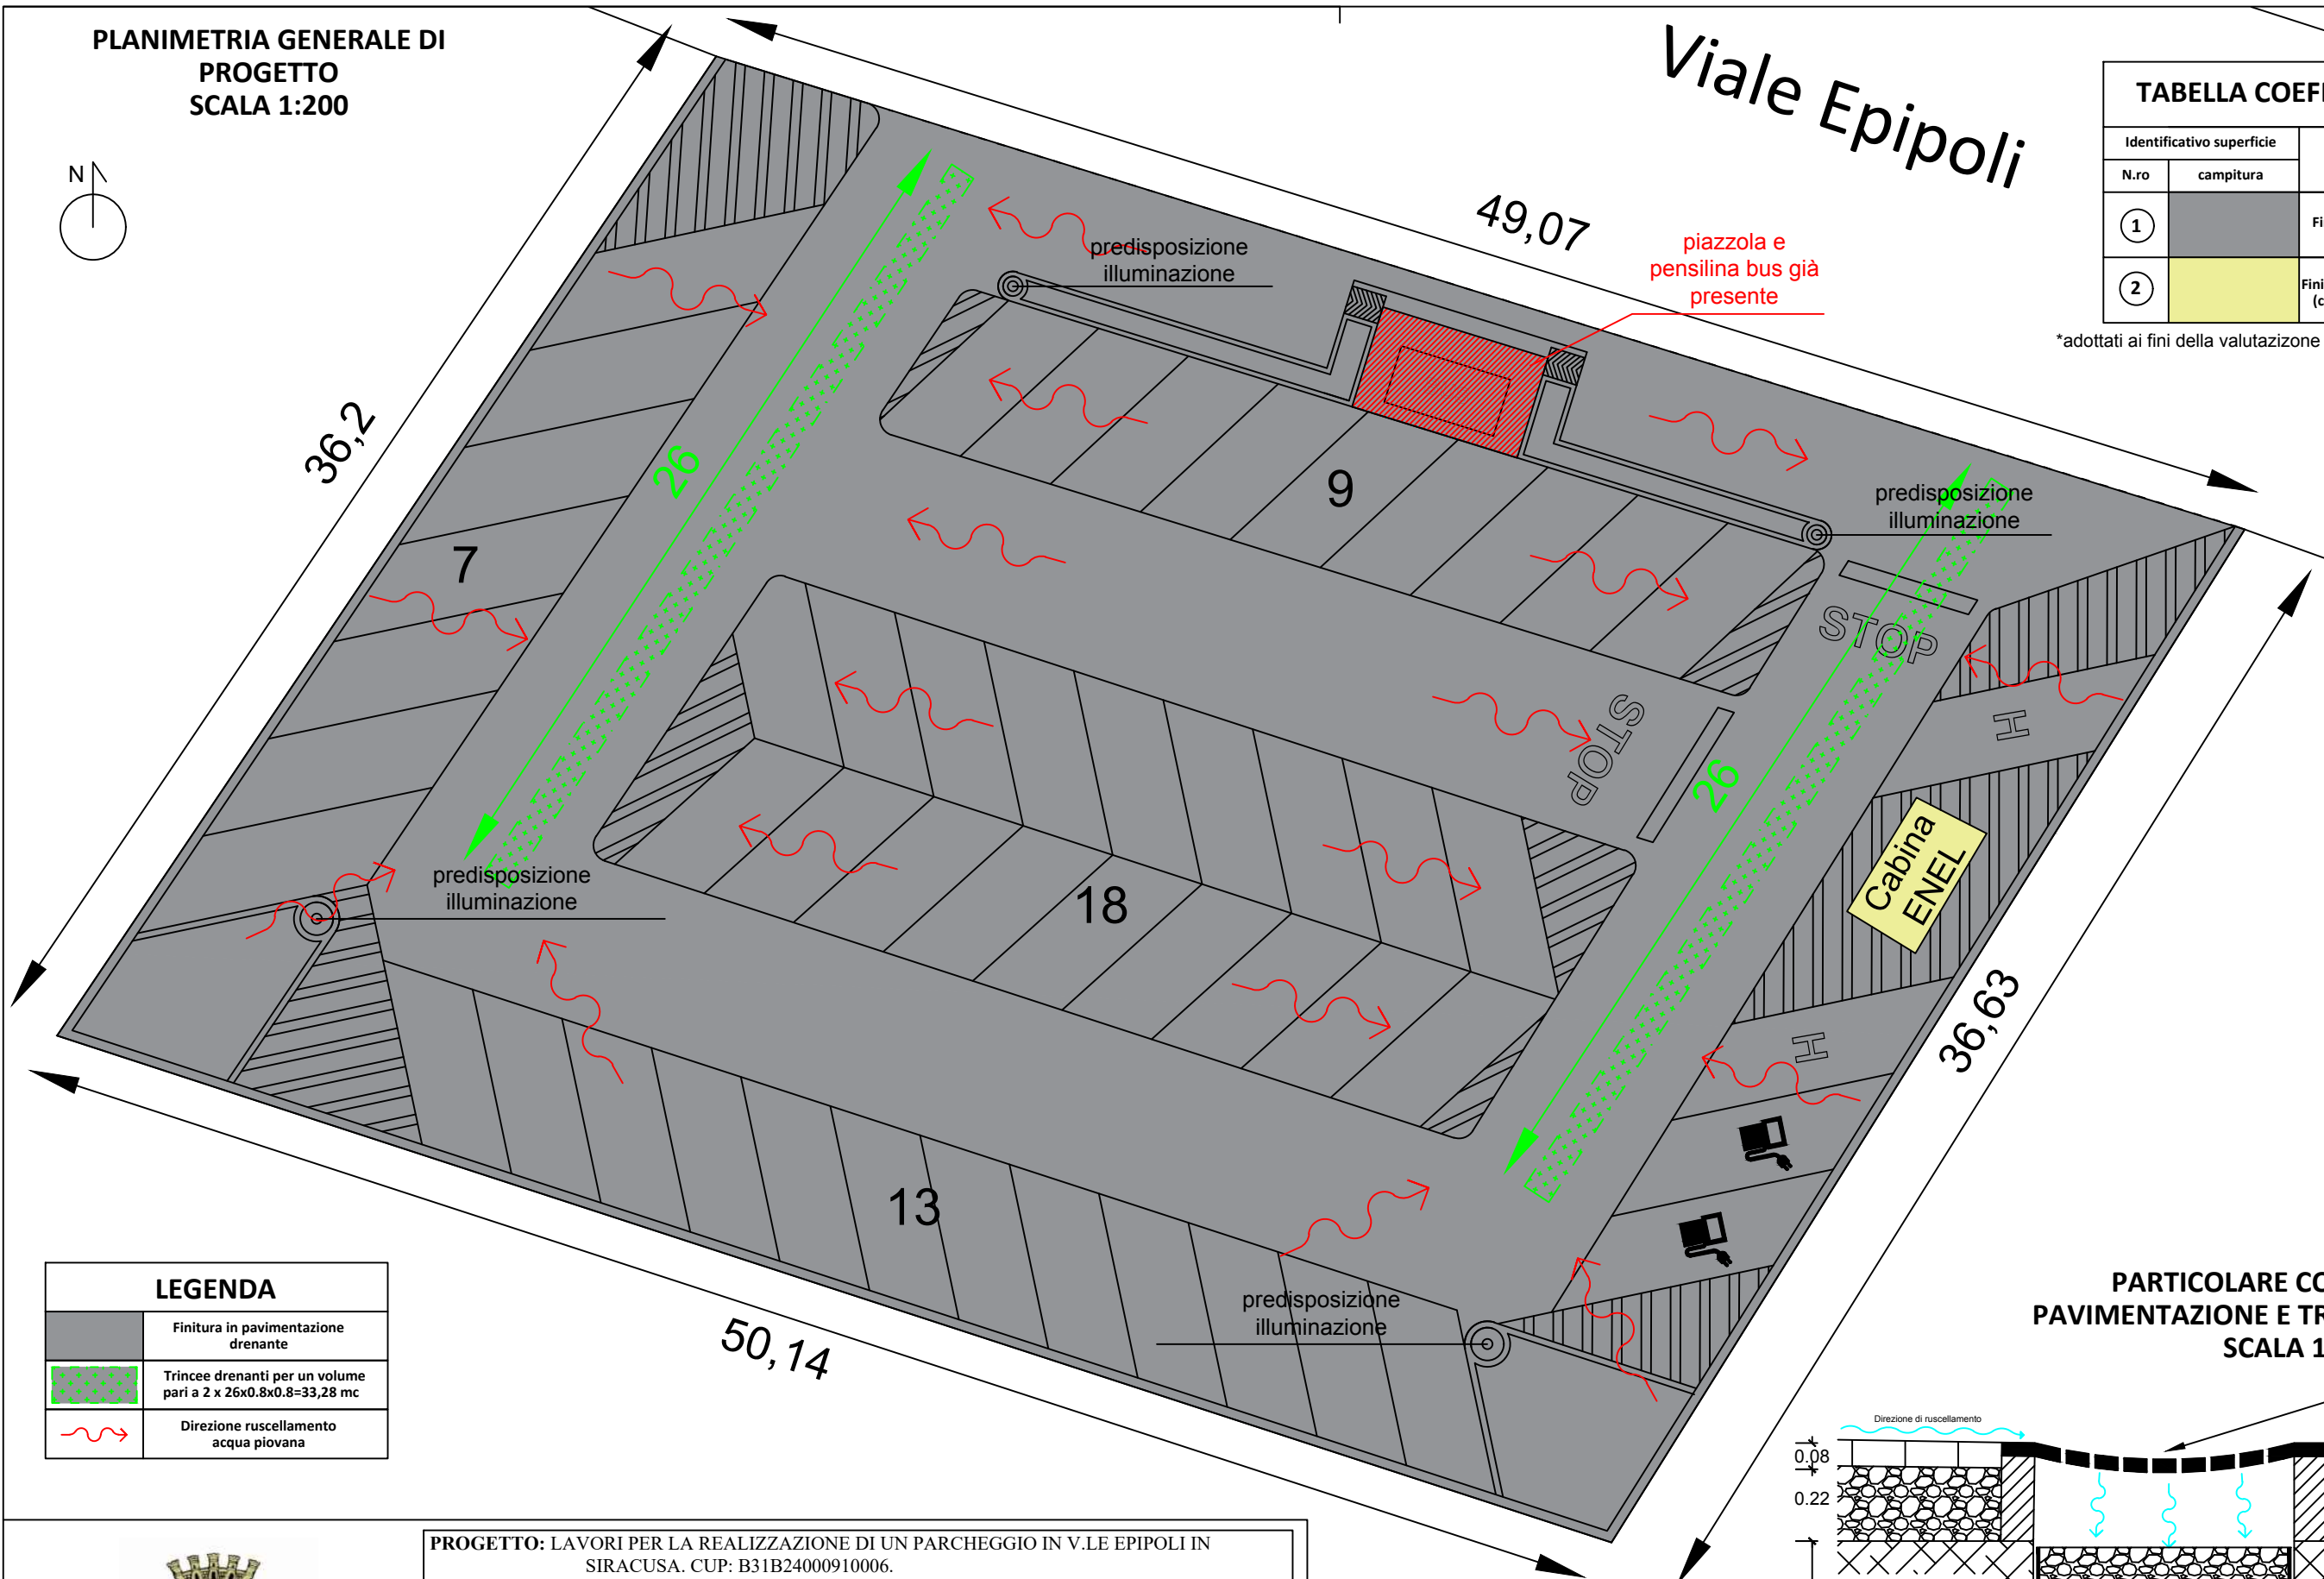 PLANIMETRIA GENERALE DI
PROGETTO
SCALA 1:200
N
Viale Epipoli
TABELLA
Identificativo superficie
N.ro
campitura
1
2
(c
*adottati ai fini della valutazizone
49,07
piazzola e
pensilina bus già
presente
predisposizione
illuminazione
36,2
26
9
predisposizione
illuminazione
7
STOP
STOP
H
26
Cabina
ENEL
predisposizione
illuminazione
18
36,63
H
13
predisposizione
illuminazione
50,14
LEGENDA
Finitura in pavimentazione
drenante
Trincee drenanti per un volume
pari a 2 x 26x0.8x0.8=33,28 mc
Direzione ruscellamento
acqua piovana
PARTICOLARE
PAVIMENTAZIONE E
SCALA 1
Direzione di ruscellamento
0.08
0.22
PROGETTO: LAVORI PER LA REALIZZAZIONE DI UN PARCHEGGIO IN V.LE EPIPOLI IN
SIRACUSA. CUP: B31B24000910006.